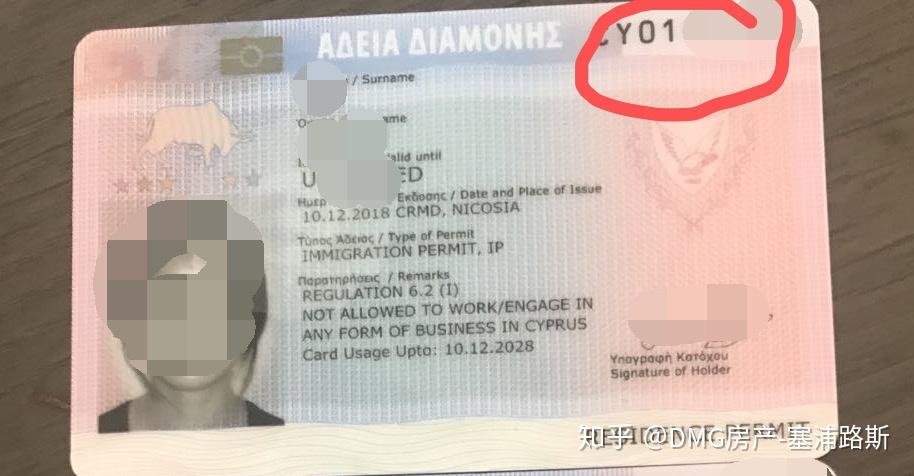 ΑΔΕΙΑ ΔΙΑΜΟΝΗΣ
CY01
/ Surname
alid until
Ημερ Έκδοσης / Date and Place of Issue
10.12.2018 CRMD, NICOSIA
Τύπος Άδειας / Type of Permit
IMMIGRATION PERMIT, IP
Παρατηρήσεις / Remarks
REGULATION 6.2 (I)
NOT ALLOWED TO WORK/ENGAGE IN
ANY FORM OF BUSINESS IN CYPRUS
Card Usage Upto: 10.12.2028
Υπογραφή Κατόχου
Signature of Holder
RESIDENCE PERMIT
知乎 @DMG房产-塞浦路斯